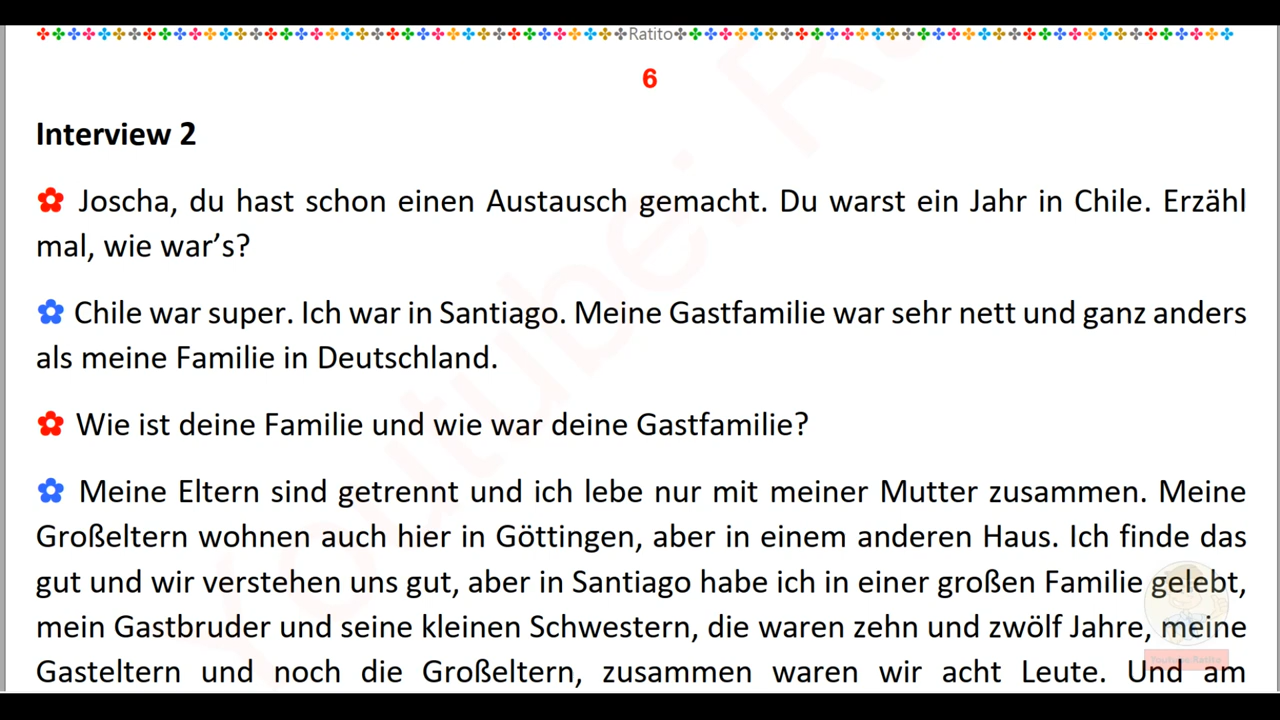 Ratito
6
Interview 2
Joscha, du hast schon einen Austausch gemacht. Du warst ein Jahr in Chile. Erzähl
mal, wie war’s?
Chile war super. Ich war in Santiago. Meine Gastfamilie war sehr nett und ganz anders
als meine Familie in Deutschland.
Wie ist deine Familie und wie war deine Gastfamilie?
Meine Eltern sind getrennt und ich lebe nur mit meiner Mutter zusammen. Meine
Großeltern wohnen auch hier in Göttingen, aber in einem anderen Haus. Ich finde das
gut und wir verstehen uns gut, aber in Santiago habe ich in einer großen Familie gelebt,
mein Gastbruder und seine kleinen Schwestern, die waren zehn und zwölf Jahre, meine
Gasteltern und noch die Großeltern, zusammen waren wir acht Leute. Und am
Youtube:Ratito